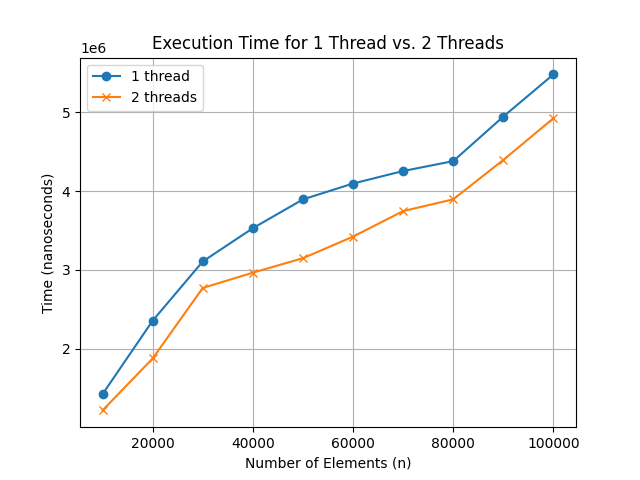 Execution Time for 1 Thread vs. 2 Threads
1e6
1 thread
2 threads
5
4
3
2
Time (nanoseconds)
20000 40000 60000 80000 100000
Number of Elements (n)